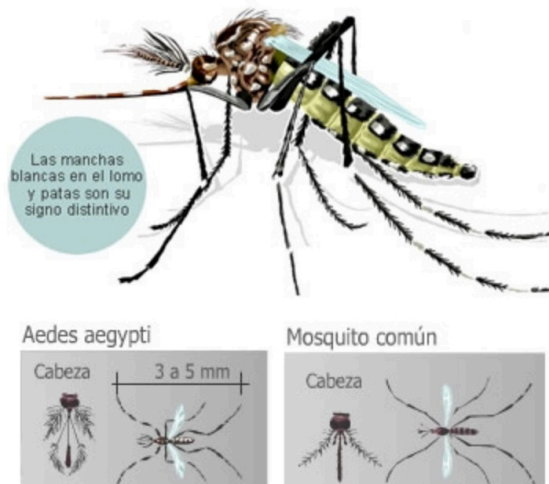 Las manchas
blancas en el lomo
y patas son su
signo distintivo
Aedes aegypti
Cabeza
3 a 5 mm
Mosquito común
Cabeza